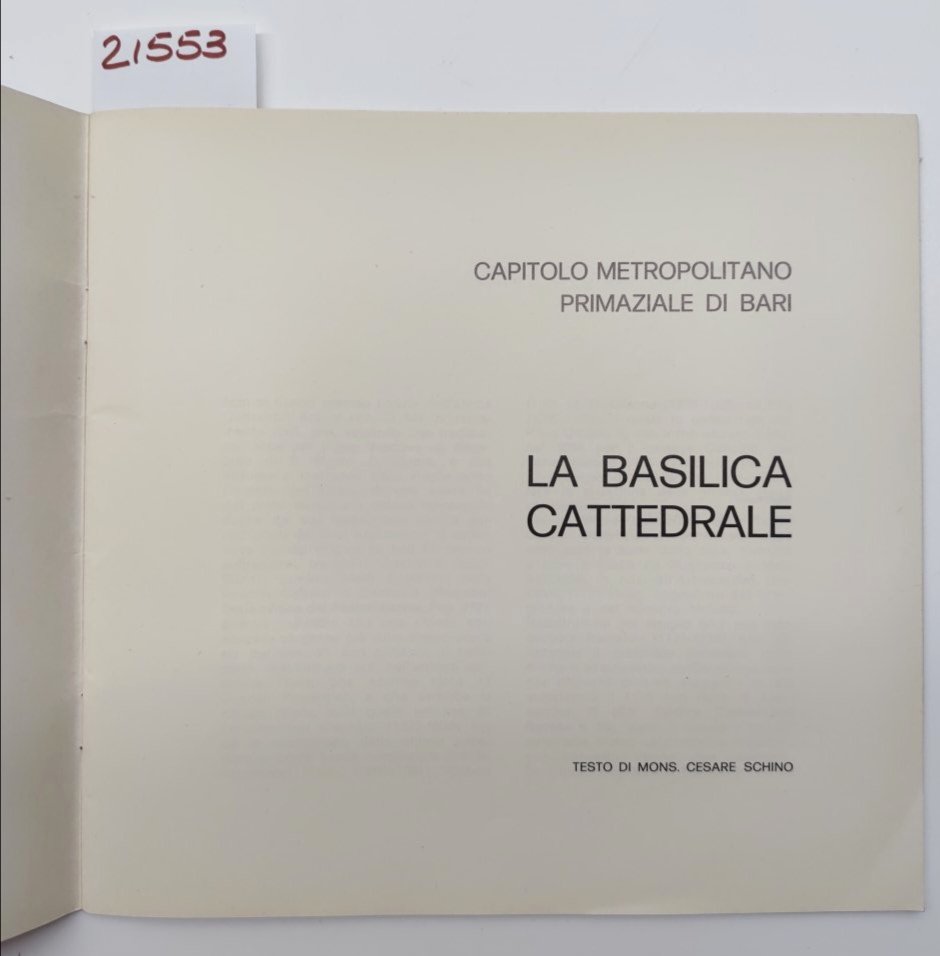 21553
CAPITOLO METROPOLITANO
PRIMAZIALE DI BARI
LA BASILICA
CATTEDRALE
TESTO DI MONS. CESARE SCHINO